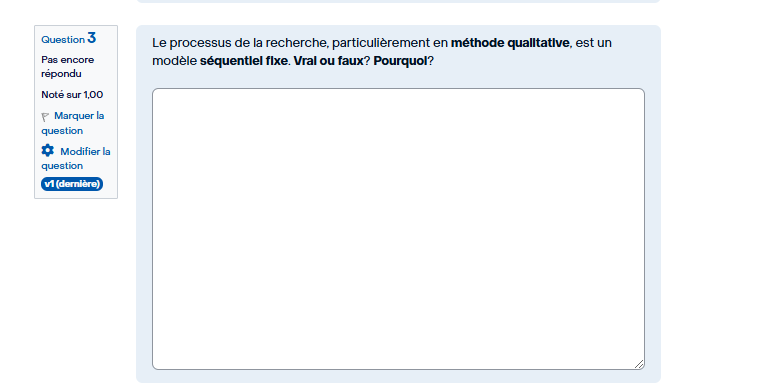 Question 3
Pas encore
répondu
Noté sur 1,00
Marquer la
question
Modifier la
question
v1 (dernière)
Le processus de la recherche, particulièrement en méthode qualitative, est un
modèle séquentiel fixe. Vrai ou faux? Pourquoi?